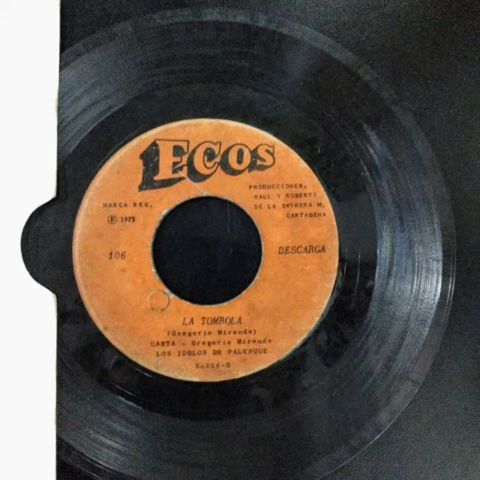 ECOS
PRODUCCIONES,
RAUL Y ROBERTO
DE LA BARRERA M.
CARTAGENA
MARCA REG.
106
DESCARGA
LA TOMBOLA
(Gregorio Miranda)
CANTA - Gregorio Miranda
LOS IDOLOS DE PALENQUE